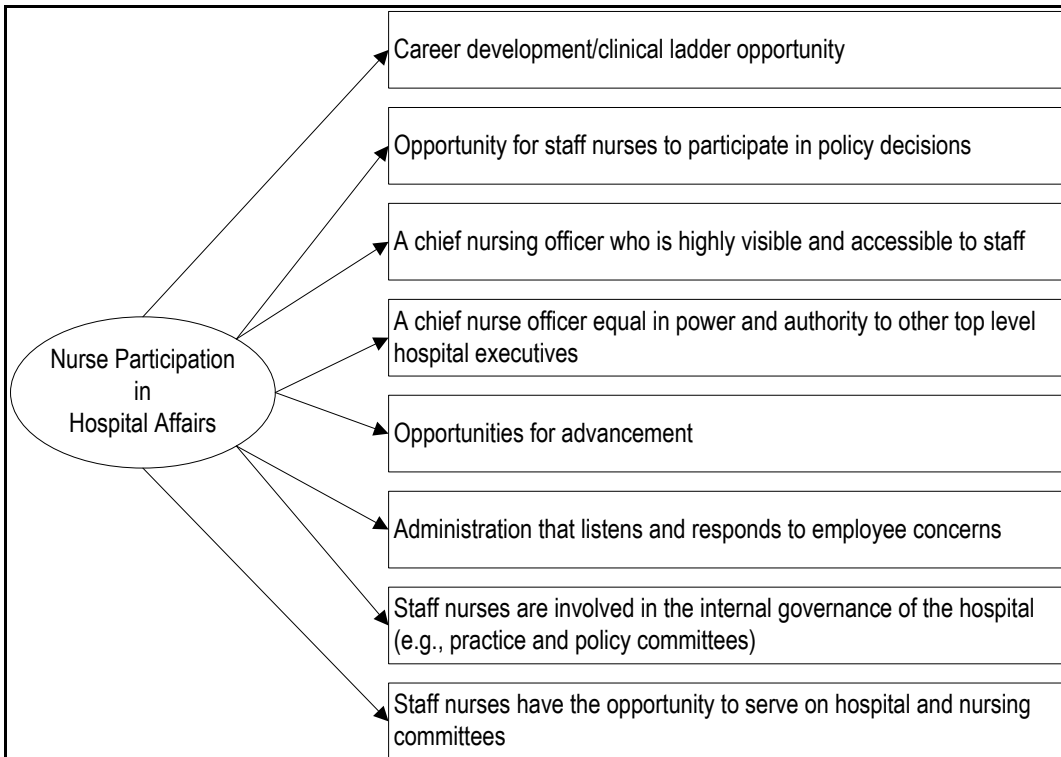 Career development/clinical ladder opportunity
Opportunity for staff nurses to participate in policy decisions
A chief nursing officer who is highly visible and accessible to staff
A chief nurse officer equal in power and authority to other top level
hospital executives
Nurse Participation
in
Hospital Affairs
Opportunities for advancement
Administration that listens and responds to employee concerns
Staff nurses are involved in the internal governance of the hospital
(e.g., practice and policy committees)
Staff nurses have the opportunity to serve on hospital and nursing
committees